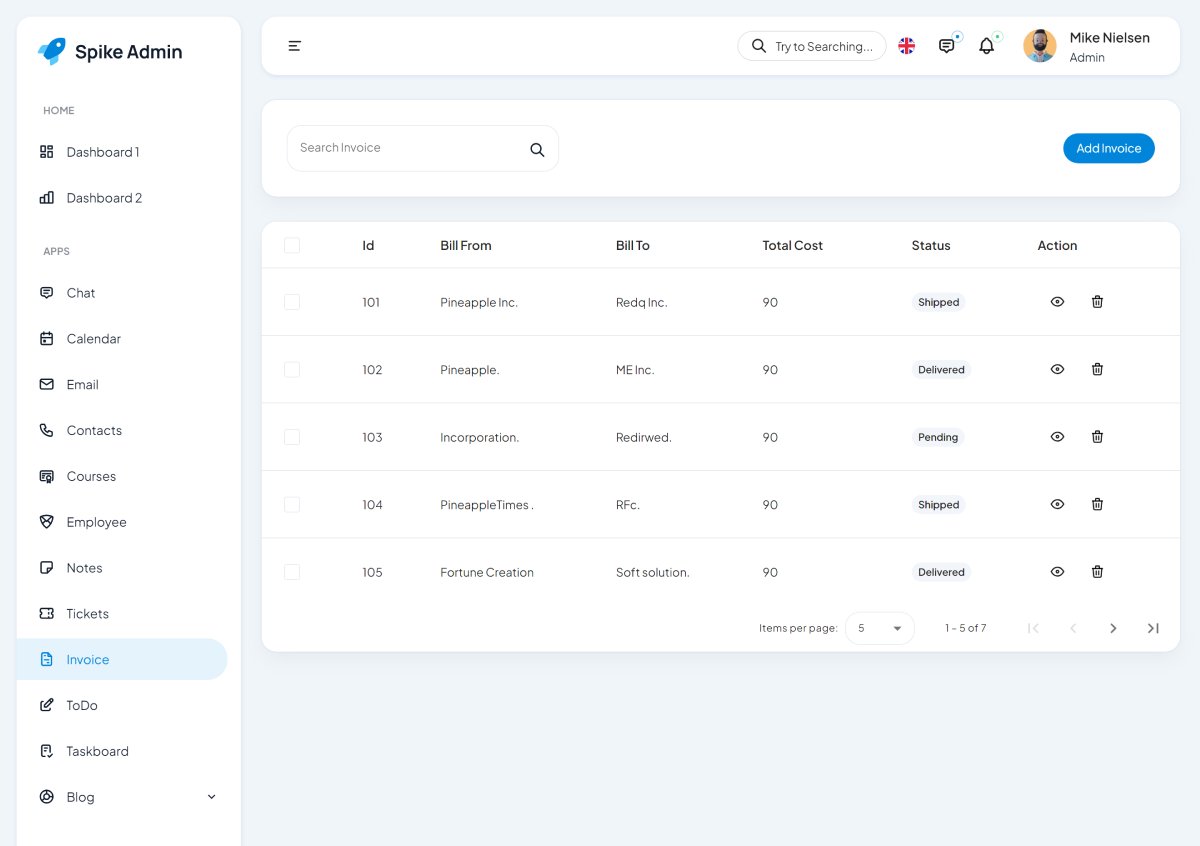 Spike Admin
HOME
Dashboard 1
Dashboard 2
APPS
Chat
Calendar
Email
Contacts
Courses
Employee
Notes
Tickets
Invoice
ToDo
Taskboard
Blog
Try to Searching...
Mike Nielsen
Admin
Search Invoice
Add Invoice
Id Bill From Bill To Total Cost Status Action
101 Pineapple Inc. Redq Inc. 90 Shipped
102 Pineapple. ME Inc. 90 Delivered
103 Incorporation. Redirwed. 90 Pending
104 PineappleTimes . RFc. 90 Shipped
105 Fortune Creation Soft solution. 90 Delivered
Items per page: 5 1 – 5 of 7